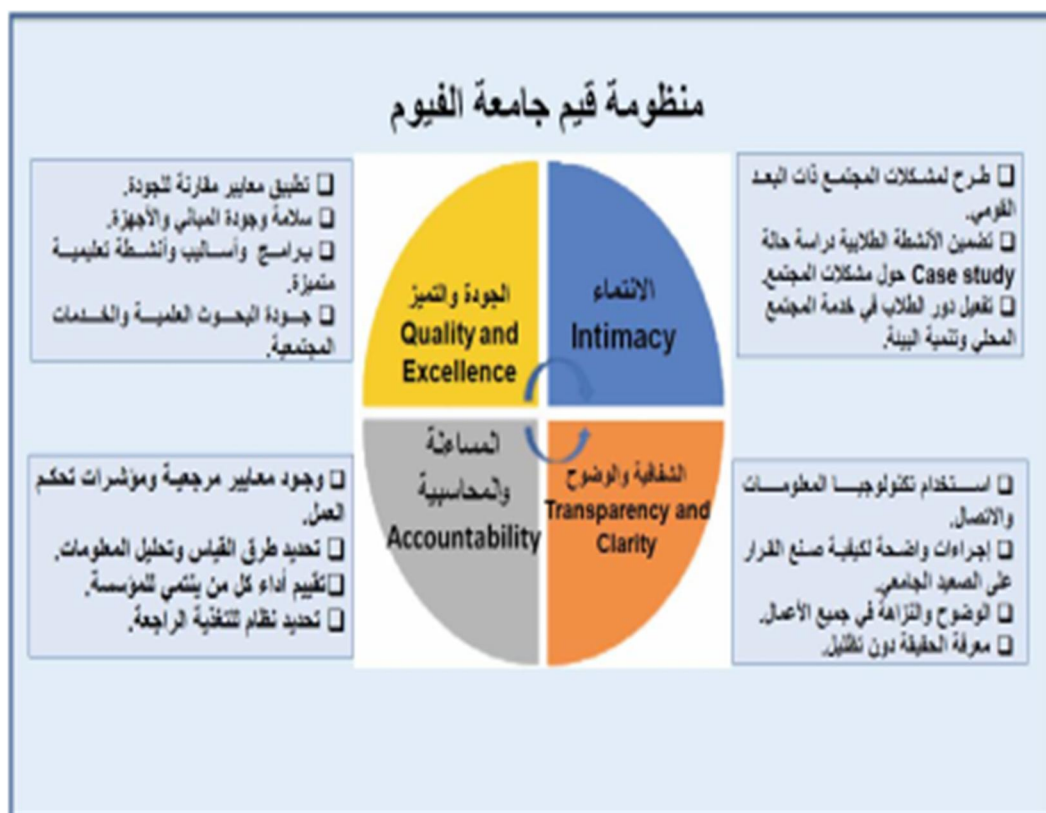 منظومة قيم جامعة الفيوم
❑ طرح لمشكلات المجتمع ذات البعد
القومي.
❑ تضمين الأنشطة الطلابية دراسة حالة
Case study حول مشكلات المجتمع.
❑ تفعيل دور الطلاب في خدمة المجتمع
المحلي وتنمية البيئة.
الانتماء
Intimacy
الجودة والتميز
Quality and
Excellence
❑ تطبيق معايير مقارنة للجودة.
❑ سلامة وجودة المباني والأجهزة.
❑ برامج وأساليب وأنشطة تعليمية
متميزة.
❑ جودة البحوث العلمية والخدمات
المجتمعية.
❑ استخدام تكنولوجيا المعلومات
والاتصال.
❑ إجراءات واضحة لكيفية صنع القرار
على الصعيد الجامعي.
❑ الوضوح والنزاهة في جميع الأعمال.
❑ معرفة الحقيقة دون تظليل.
الشفافية والوضوح
Transparency and
Clarity
المساءلة
والمحاسبية
Accountability
❑ وجود معايير مرجعية ومؤشرات تحكم
العمل.
❑ تحديد طرق القياس وتحليل المعلومات.
❑تقييم أداء كل من ينتمي للمؤسسة.
❑ تحديد نظام للتغذية الراجعة.